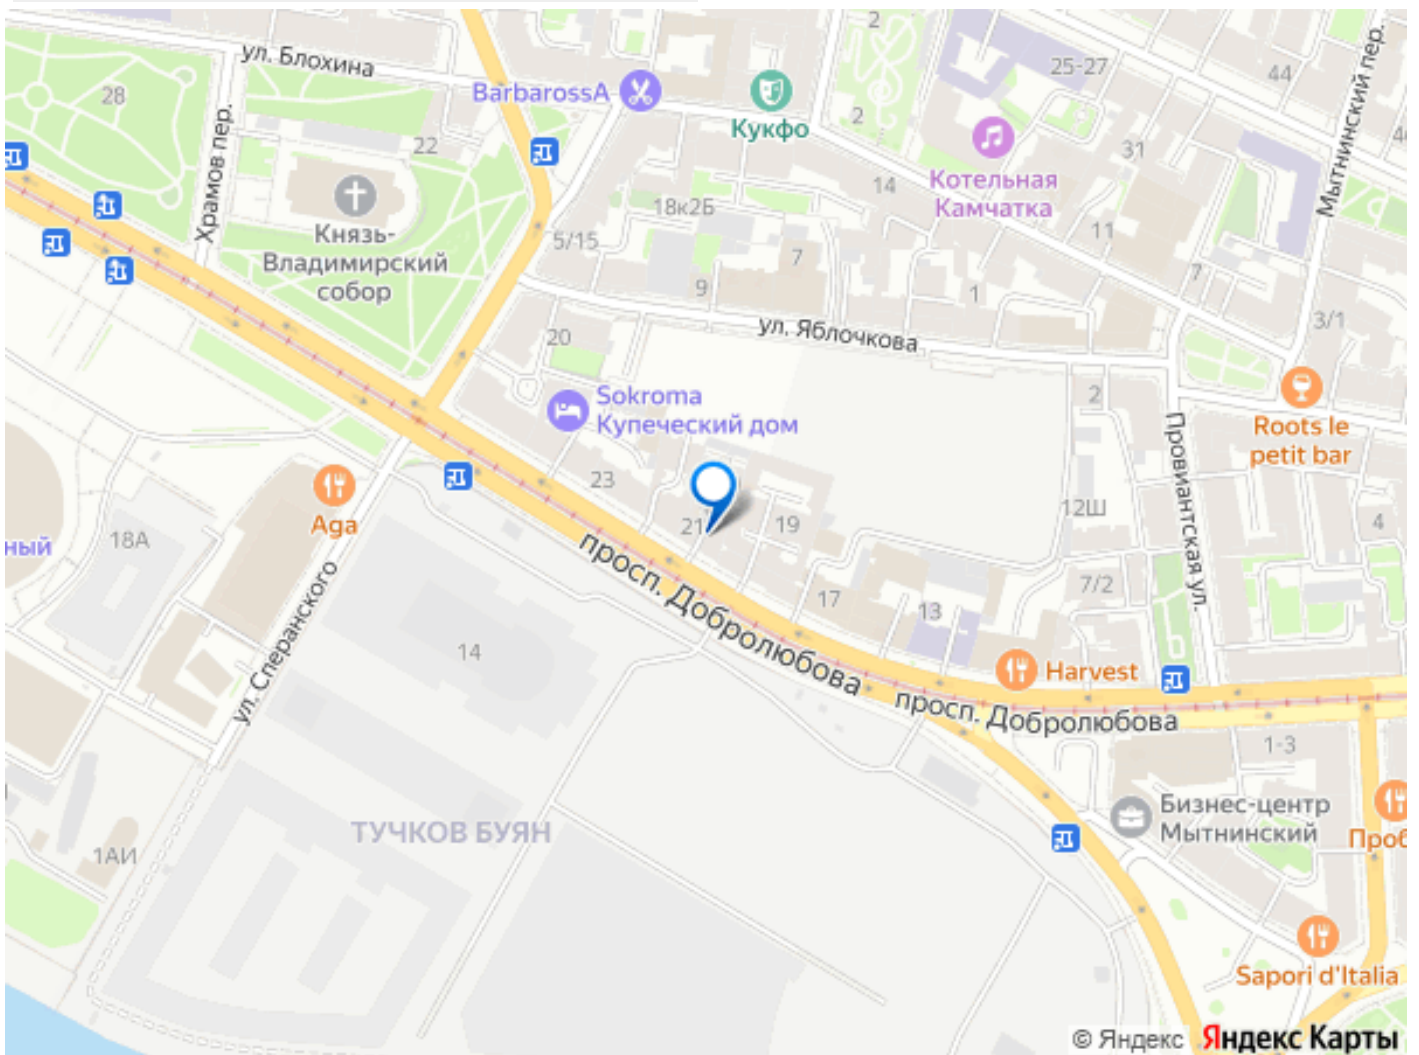 2
ул. Блохина
25-27
44
Мытнинский пер.
28
BarbarossA
Кукфо
2
22
31
Храмов пер.
14
Котельная
Камчатка
18к2Б
Князь-
Владимирский
собор
5/15
11
7
7
9
1
3/1
20
ул. Яблочкова
Sokroma
Купеческий дом
2
Roots le
petit bar
Провиантская ул.
23
Aga
12Ш
21
19
4
ный
18А
просп. Добролюбова
7/2
17
13
14
Harvest
ул. Сперанского
просп. Добролюбова
1-3
Бизнес-центр
Мытнинский
ТУЧКОВ БУЯН
1АИ
Sapori d'Italia
© Яндекс Яндекс Карты